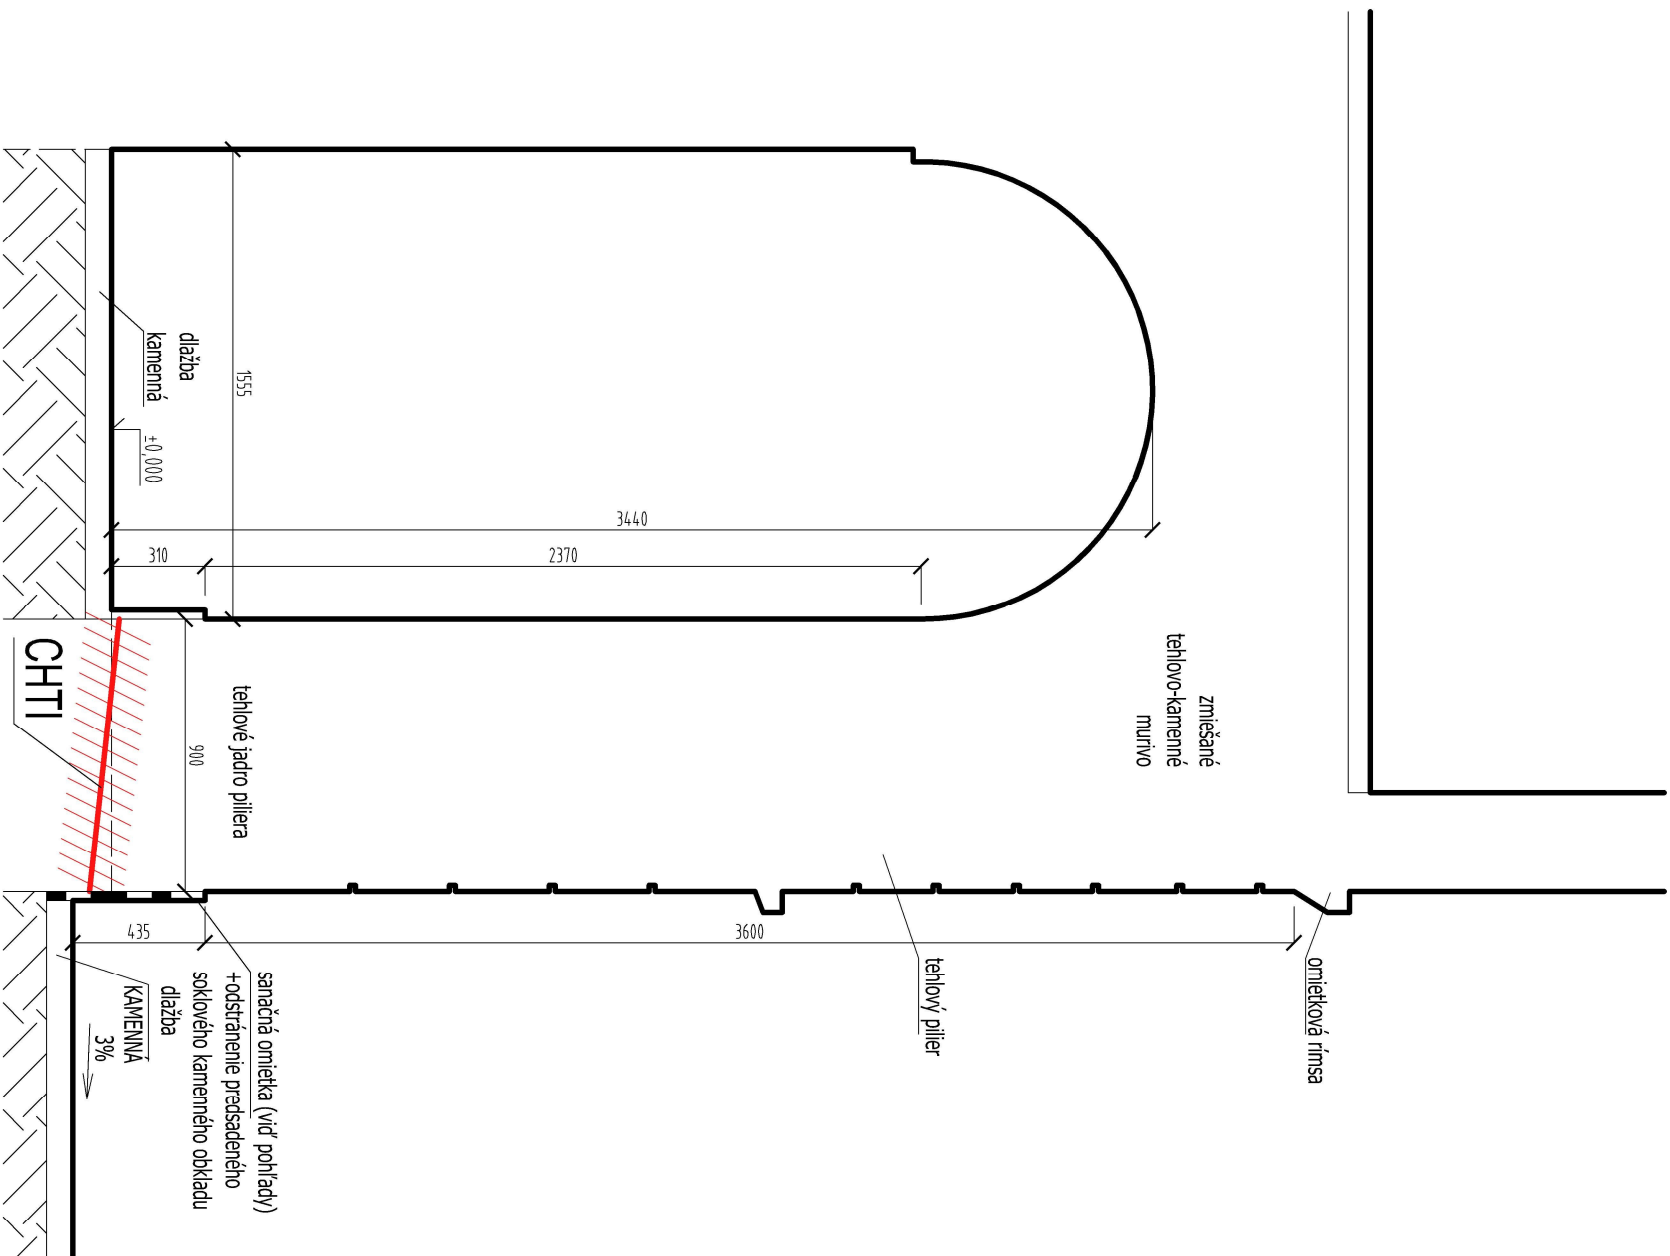 omietková rímsa
zmiešané
tehlovo-kamenné
murivo
tehlový pilier
3440
2370
310
3600
435
1555
900
tehlové jadro piliera
dlažba
kamenná
±0,000
CHTI
sanačná omietka (viď pohľady)
+odstránenie predsadeného
soklového kamenného obkladu
dlažba
KAMENNÁ
3%